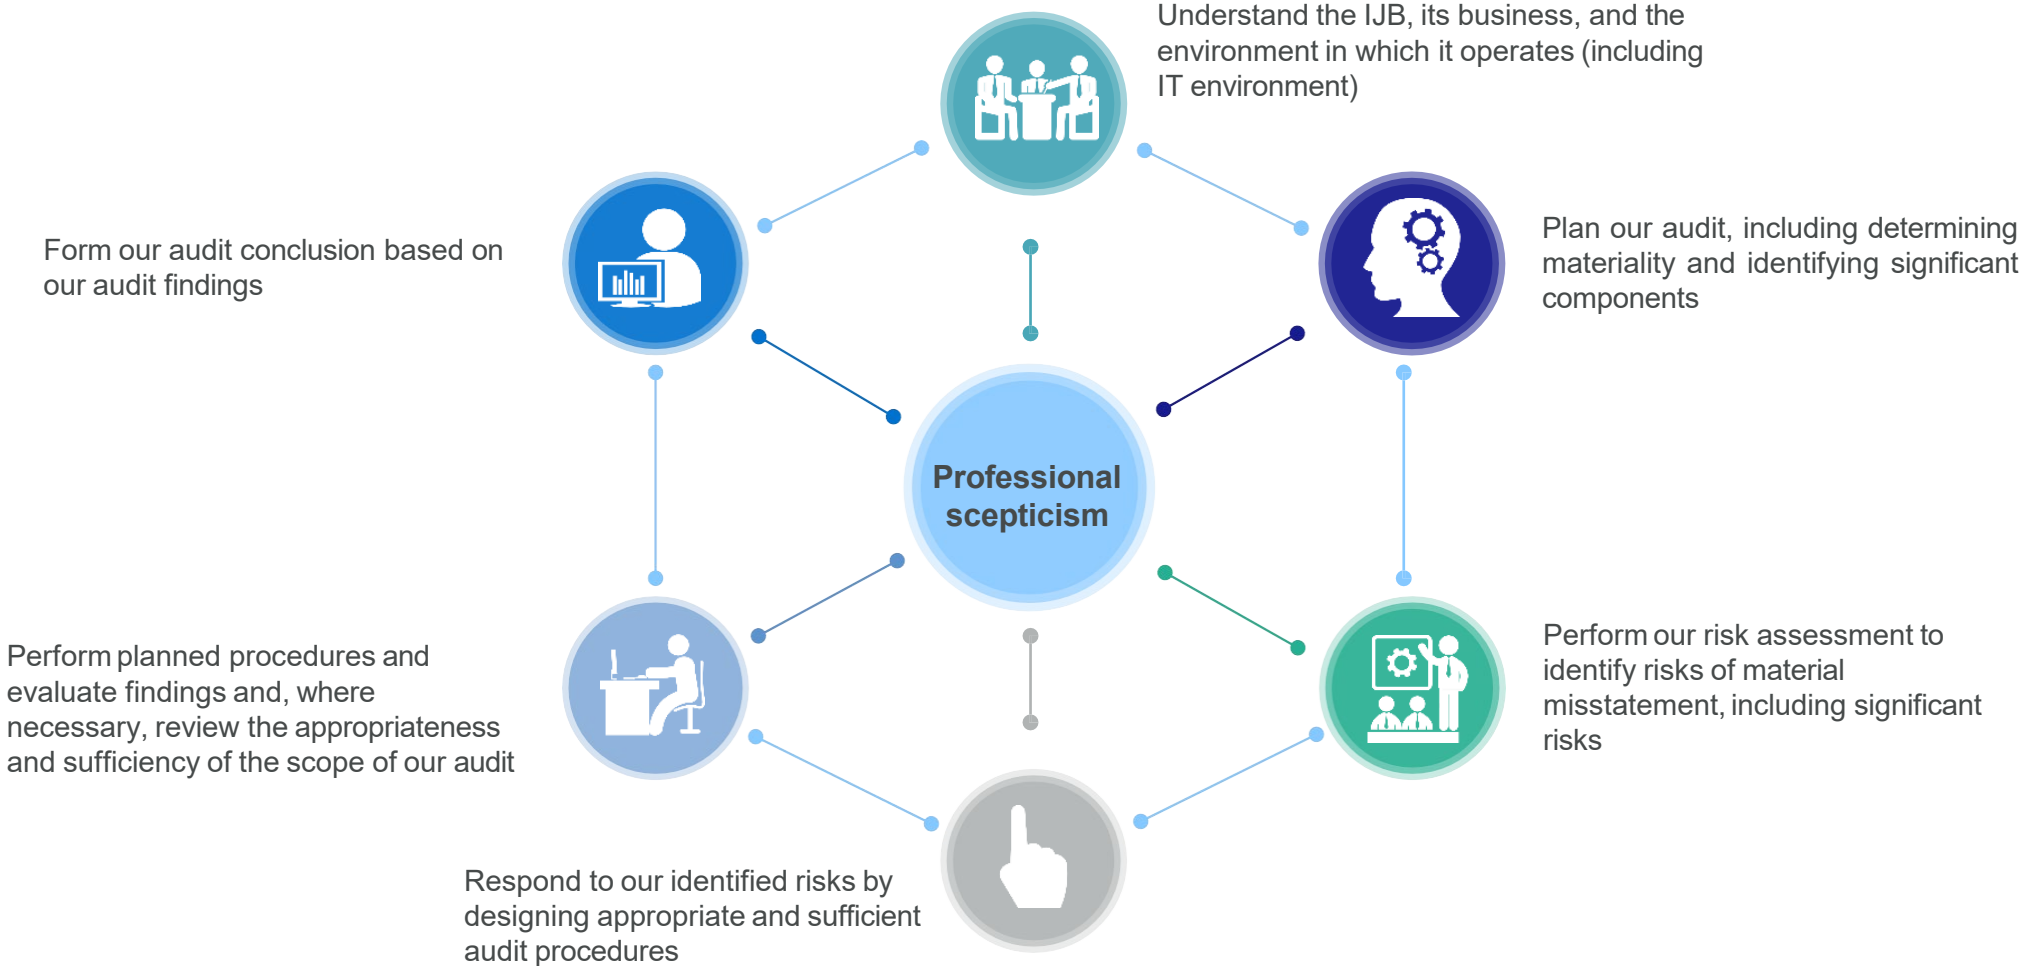 Understand the IJB, its business, and the
environment in which it operates (including
IT environment)
Plan our audit, including determining
materiality and identifying significant
components
Perform our risk assessment to
identify risks of material
misstatement, including significant
risks
Respond to our identified risks by
designing appropriate and sufficient
audit procedures
Perform planned procedures and
evaluate findings and, where
necessary, review the appropriateness
and sufficiency of the scope of our audit
Form our audit conclusion based on
our audit findings
Professional
scepticism